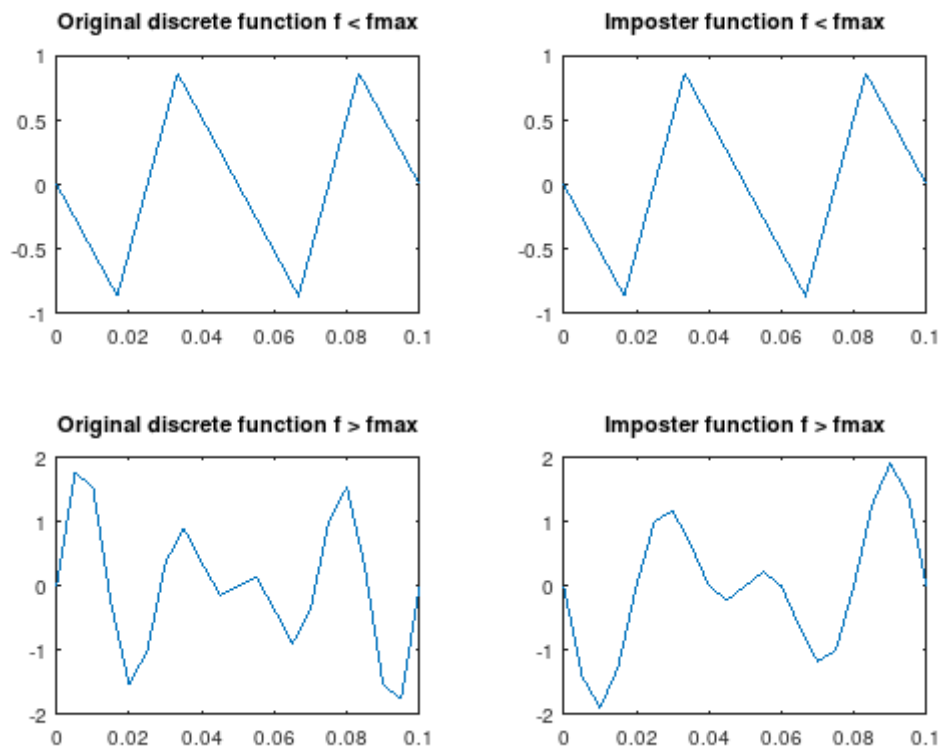 Original discrete function f < fmax
1
0.5
0
-0.5
-1
0 0.02 0.04 0.06 0.08 0.1
Imposter function f < fmax
1
0.5
0
-0.5
-1
0 0.02 0.04 0.06 0.08 0.1
Original discrete function f > fmax
2
1
0
-1
-2
0 0.02 0.04 0.06 0.08 0.1
Imposter function f > fmax
2
1
0
-1
-2
0 0.02 0.04 0.06 0.08 0.1